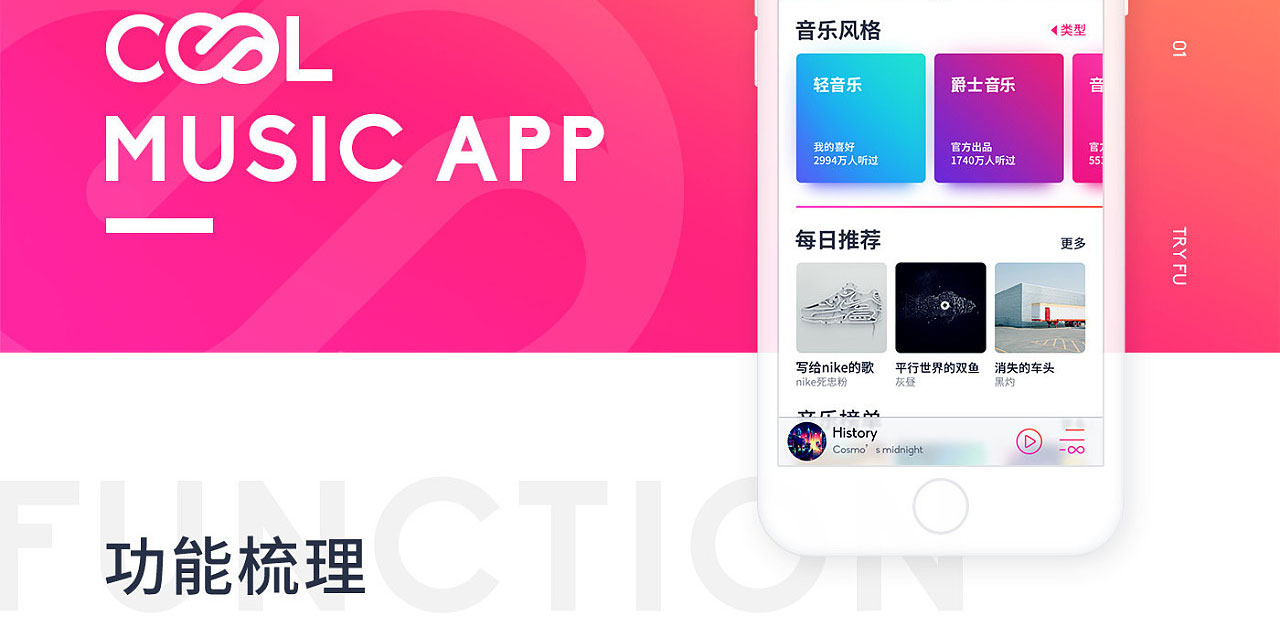 COOL
MUSIC APP
音乐风格
类型
轻音乐
我的喜好
2994万人听过
爵士音乐
官方出品
1740万人听过
音
官
557
每日推荐
更多
写给nike的歌
nike死忠粉
平行世界的双鱼
灰昼
消失的车头
黑灼
音乐榜单
History
Cosmo’s midnight
01
TRY FU
FUNCTION
功能梳理